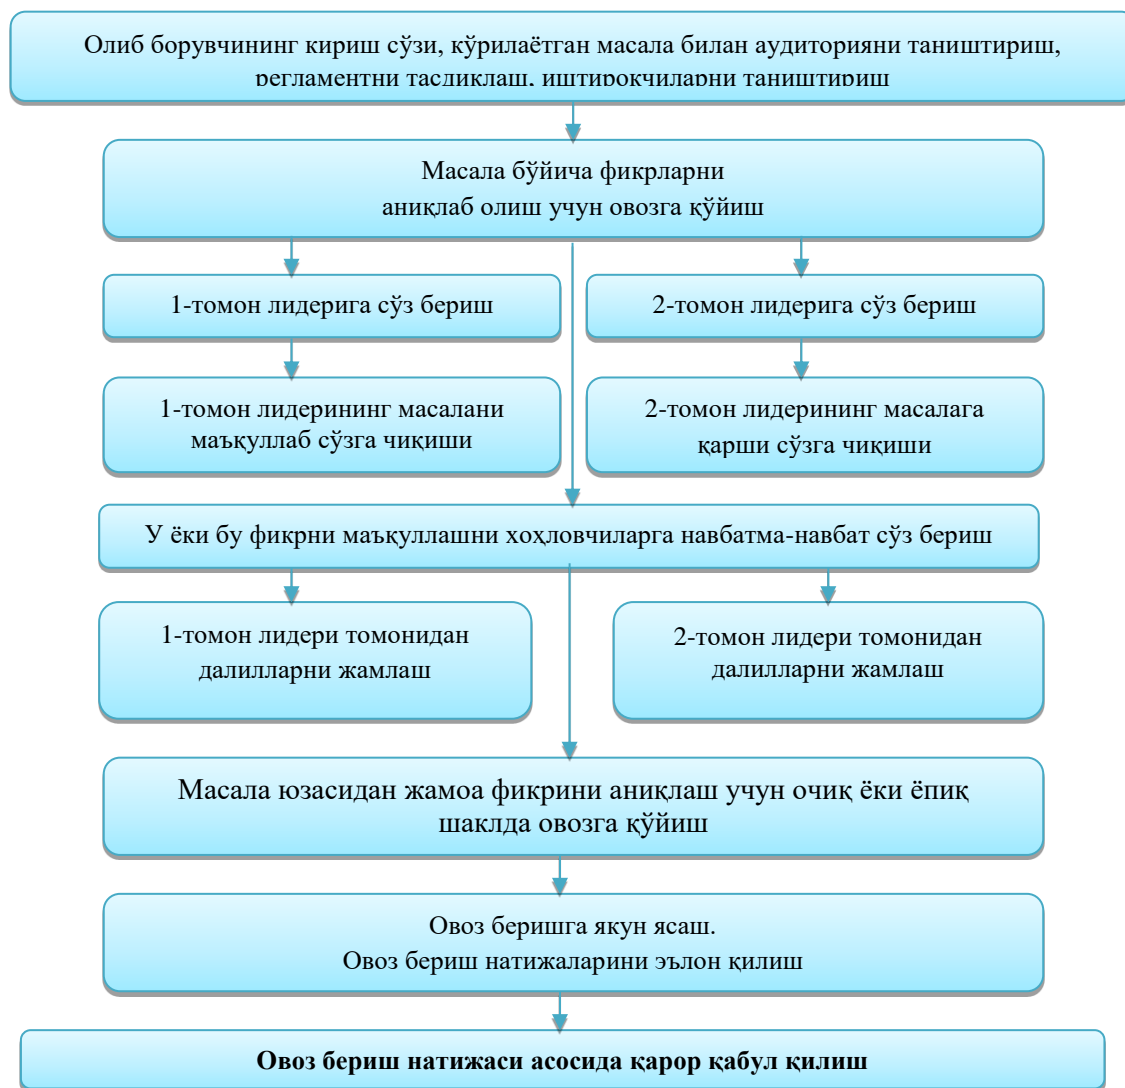 Олиб борувчининг кириш сўзи, кўрилаётган масала билан аудиторияни таништириш,
регламентни тасдиқлаш, иштирокчиларни таништириш
Масала бўйича фикрларни
аниқлаб олиш учун овозга қўйиш
1-томон лидерига сўз бериш
2-томон лидерига сўз бериш
1-томон лидерининг масалани
маъқуллаб сўзга чиқиши
2-томон лидерининг масалага
қарши сўзга чиқиши
У ёки бу фикрни маъқуллашни хоҳловчиларга навбатма-навбат сўз бериш
1-томон лидери томонидан
далилларни жамлаш
2-томон лидери томонидан
далилларни жамлаш
Масала юзасидан жамоа фикрини аниқлаш учун очиқ ёки ёпиқ
шаклда овозга қўйиш
Овоз беришга якун ясаш.
Овоз бериш натижаларини эълон қилиш
Овоз бериш натижаси асосида қарор қабул қилиш